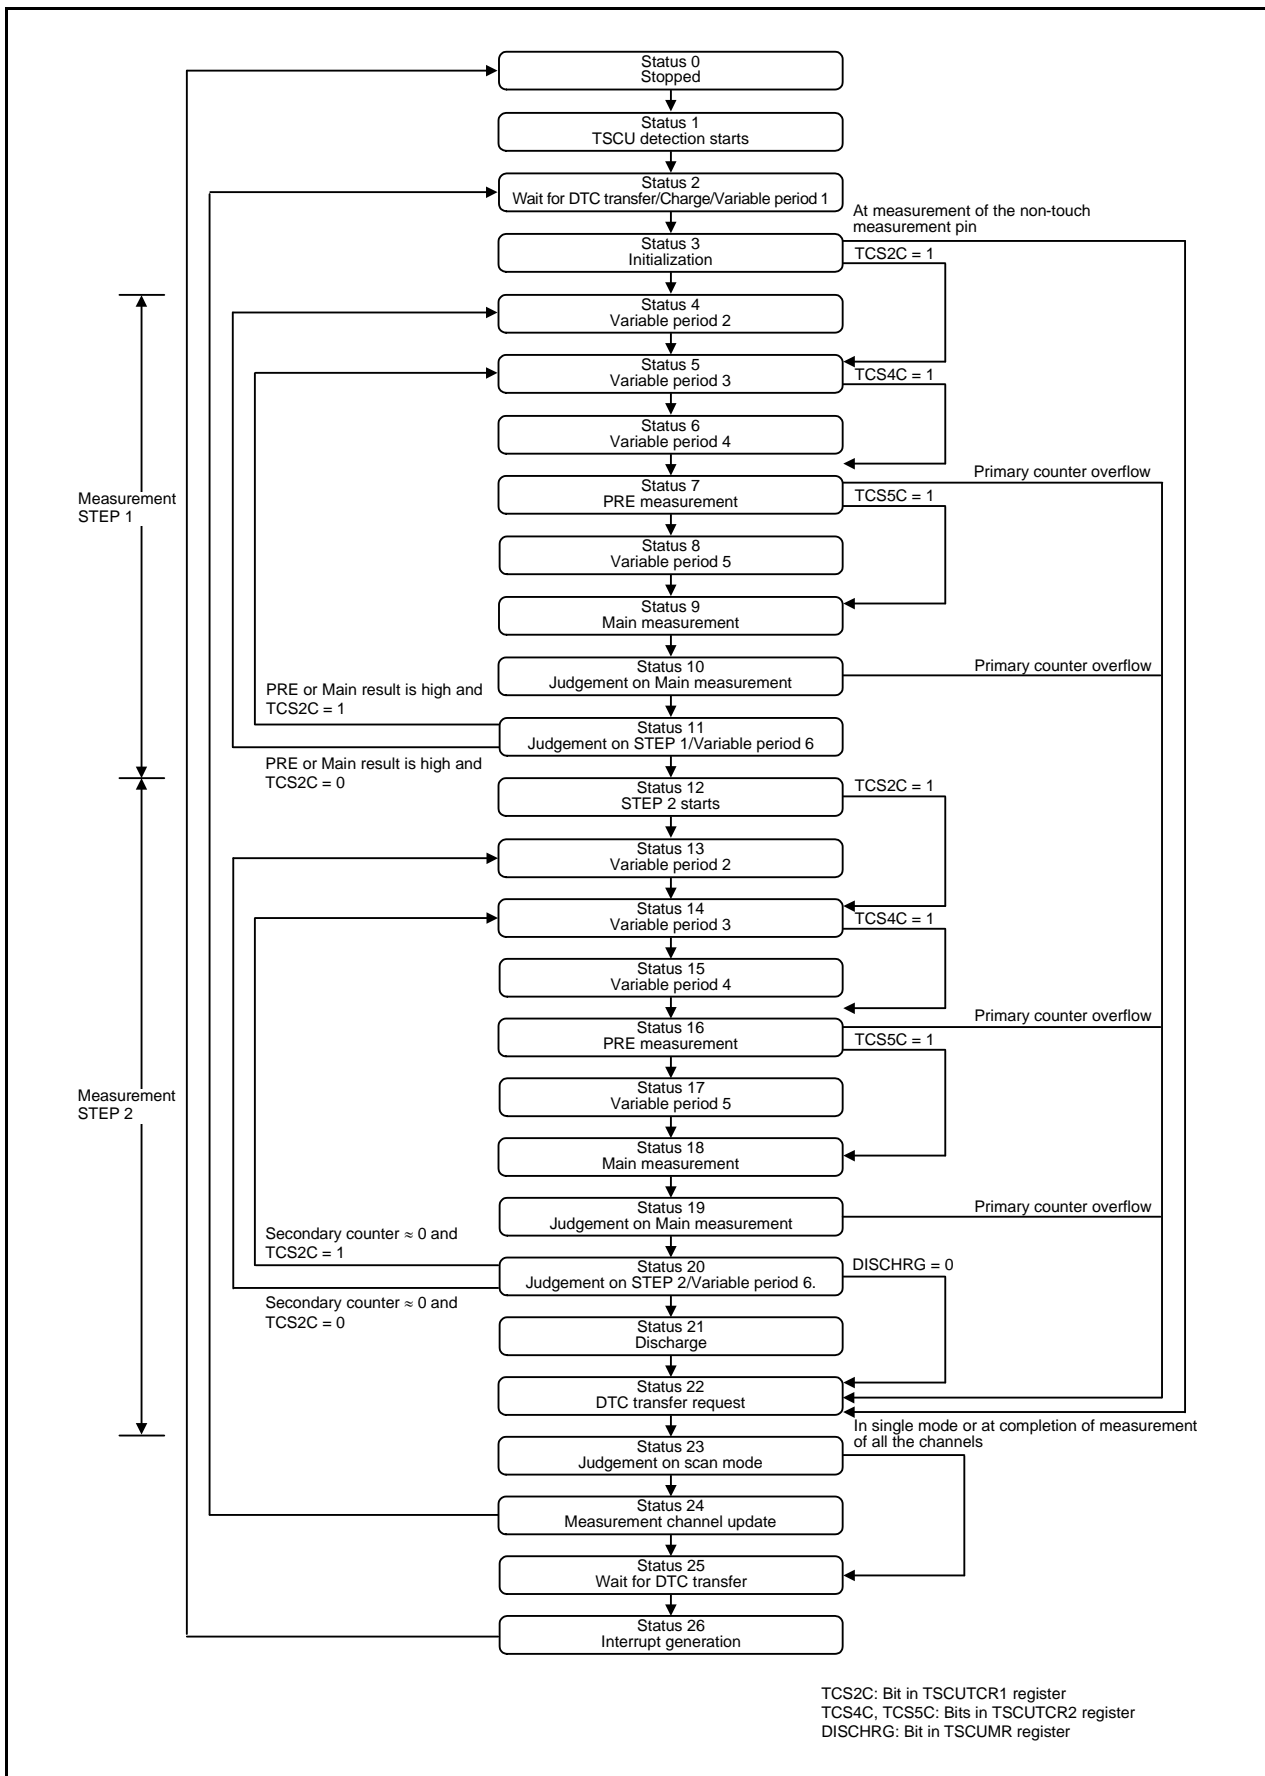 Status 0
Stopped
Status 1
TSCU detection starts
Status 2
Wait for DTC transfer/Charge/Variable period 1
At measurement of the non-touch
measurement pin
Status 3
Initialization
TCS2C = 1
Status 4
Variable period 2
Status 5
Variable period 3
TCS4C = 1
Status 6
Variable period 4
Primary counter overflow
Status 7
PRE measurement
TCS5C = 1
Measurement
STEP 1
Status 8
Variable period 5
Status 9
Main measurement
Status 10
Judgement on Main measurement
Primary counter overflow
PRE or Main result is high and
TCS2C = 1
Status 11
Judgement on STEP 1/Variable period 6
PRE or Main result is high and
TCS2C = 0
Status 12
STEP 2 starts
TCS2C = 1
Status 13
Variable period 2
Status 14
Variable period 3
TCS4C = 1
Status 15
Variable period 4
Primary counter overflow
Status 16
PRE measurement
TCS5C = 1
Measurement
STEP 2
Status 17
Variable period 5
Status 18
Main measurement
Status 19
Judgement on Main measurement
Primary counter overflow
Secondary counter ≈ 0 and
TCS2C = 1
Status 20
Judgement on STEP 2/Variable period 6.
DISCHRG = 0
Secondary counter ≈ 0 and
TCS2C = 0
Status 21
Discharge
Status 22
DTC transfer request
In single mode or at completion of measurement
of all the channels
Status 23
Judgement on scan mode
Status 24
Measurement channel update
Status 25
Wait for DTC transfer
Status 26
Interrupt generation
TCS2C: Bit in TSCUTCR1 register
TCS4C, TCS5C: Bits in TSCUTCR2 register
DISCHRG: Bit in TSCUMR register